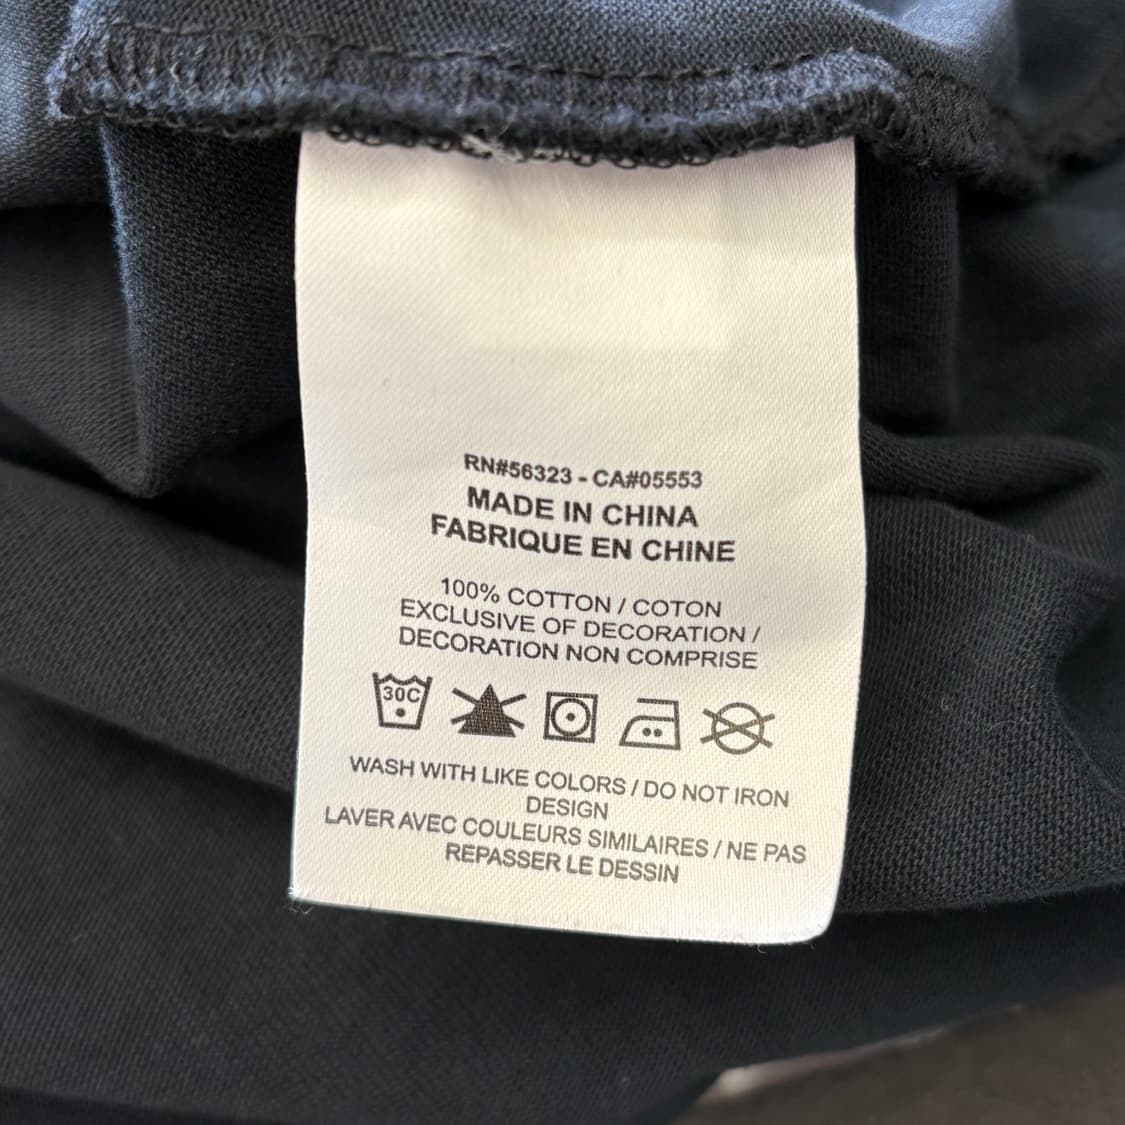 RN#56323 - CA#05553
MADE IN CHINA
FABRIQUE EN CHINE
100% COTTON / COTON
EXCLUSIVE OF DECORATION /
DECORATION NON COMPRISE
30C
WASH WITH LIKE COLORS / DO NOT IRON
DESIGN
LAVER AVEC COULEURS SIMILAIRES / NE PAS
REPASSER LE DESSIN